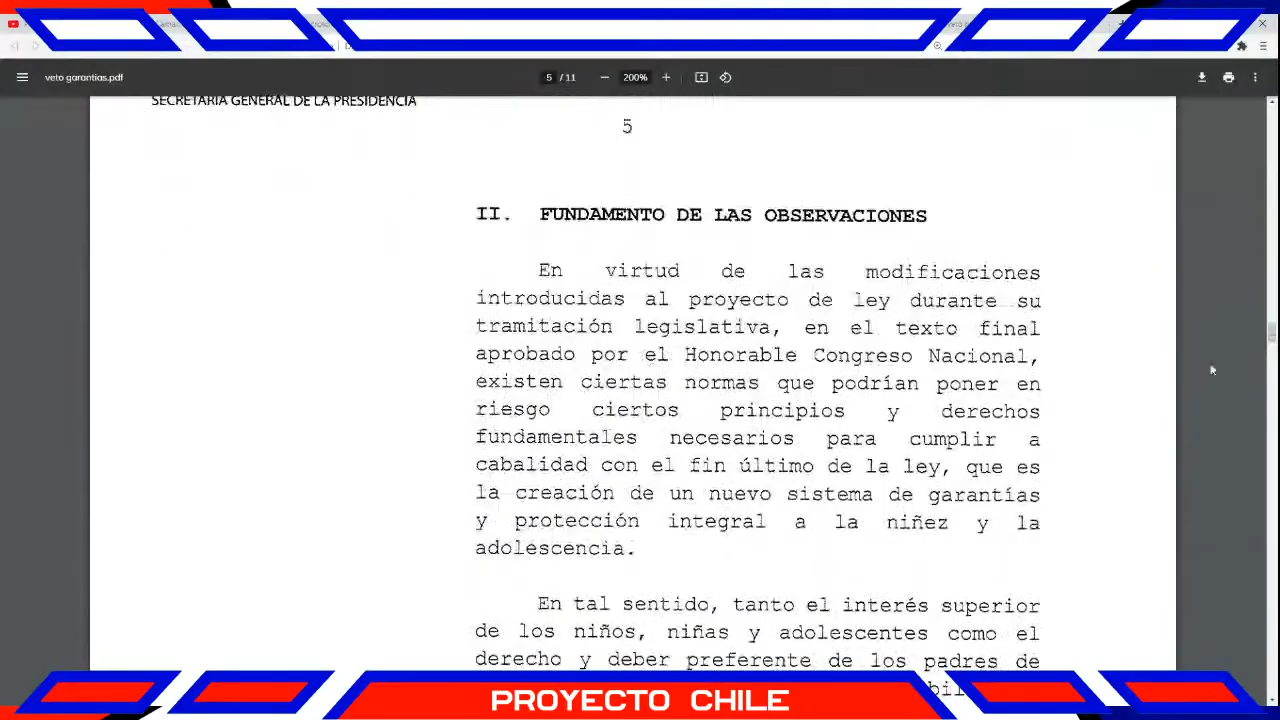 veto garantias.pdf
5 / 11
200%
SECRETARÍA GENERAL DE LA PRESIDENCIA
5
II. FUNDAMENTO DE LAS OBSERVACIONES
En virtud de las modificaciones
introducidas al proyecto de ley durante su
tramitación legislativa, en el texto final
aprobado por el Honorable Congreso Nacional,
existen ciertas normas que podrían poner en
riesgo ciertos principios y derechos
fundamentales necesarios para cumplir a
cabalidad con el fin último de la ley, que es
la creación de un nuevo sistema de garantías
y protección integral a la niñez y la
adolescencia.
En tal sentido, tanto el interés superior
de los niños, niñas y adolescentes como el
derecho y deber preferente de los padres de
PROYECTO CHILE